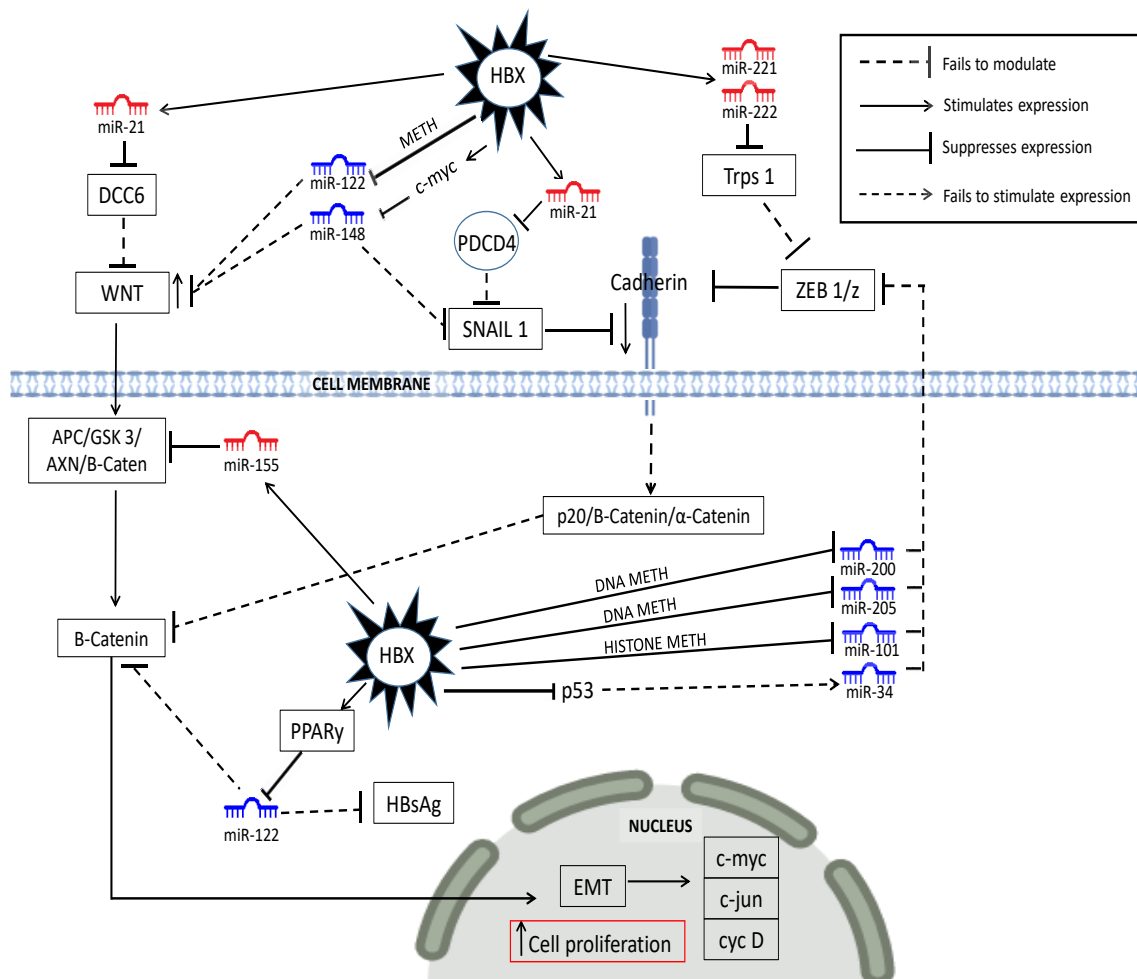 HBX
miR-221
miR-222
miR-21
METH
miR-122
c-myc
miR-148
miR-21
DCC6
Trps 1
PDCD4
WNT
SNAIL 1
Cadherin
ZEB 1/z
Fails to modulate
Stimulates expression
Suppresses expression
Fails to stimulate expression
CELL MEMBRANE
APC/GSK 3/
AXN/B-Caten
miR-155
p20/B-Catenin/α-Catenin
DNA METH
miR-200
DNA METH
miR-205
HISTONE METH
miR-101
B-Catenin
HBX
p53
miR-34
PPARy
miR-122
HBsAg
NUCLEUS
EMT
c-myc
c-jun
cyc D
Cell proliferation